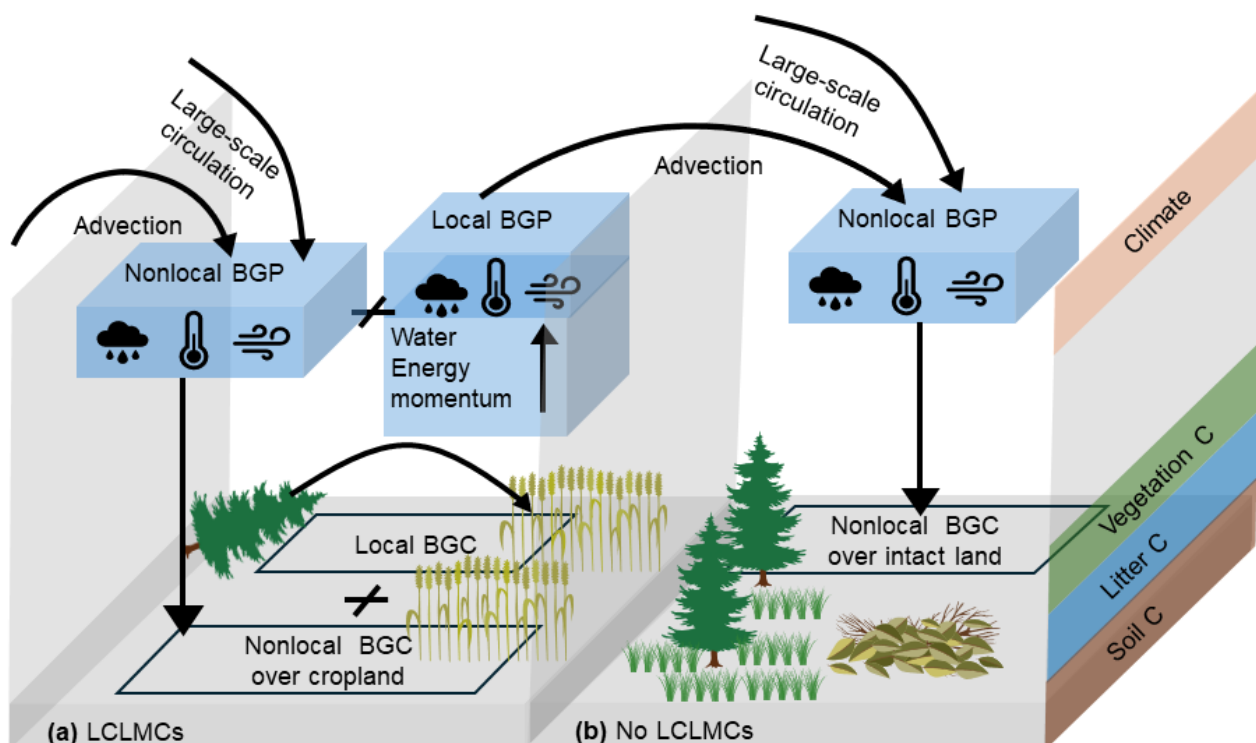 Large-scale
circulation
Advection
Nonlocal BGP
Local BGP
Water
Energy
momentum
Local BGC
Nonlocal BGC
over cropland
(a) LCLMCs
Large-scale
circulation
Advection
Nonlocal BGP
Nonlocal BGC
over intact land
(b) No LCLMCs
Climate
Vegetation C
Litter C
Soil C